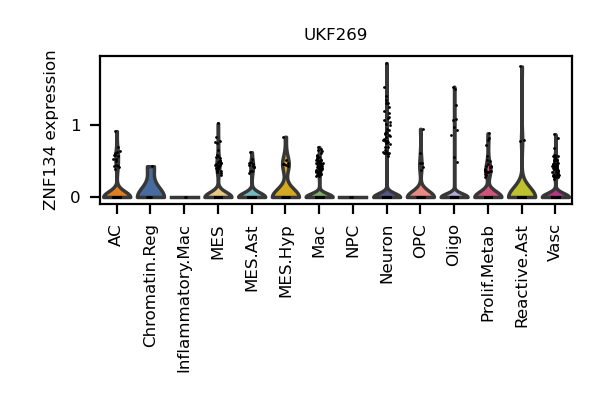 UKF269
ZNF134 expression
1
0
AC
Chromatin.Reg
Inflammatory.Mac
MES
MES.Ast
MES.Hyp
Mac
NPC
Neuron
OPC
Oligo
Prolif.Metab
Reactive.Ast
Vasc